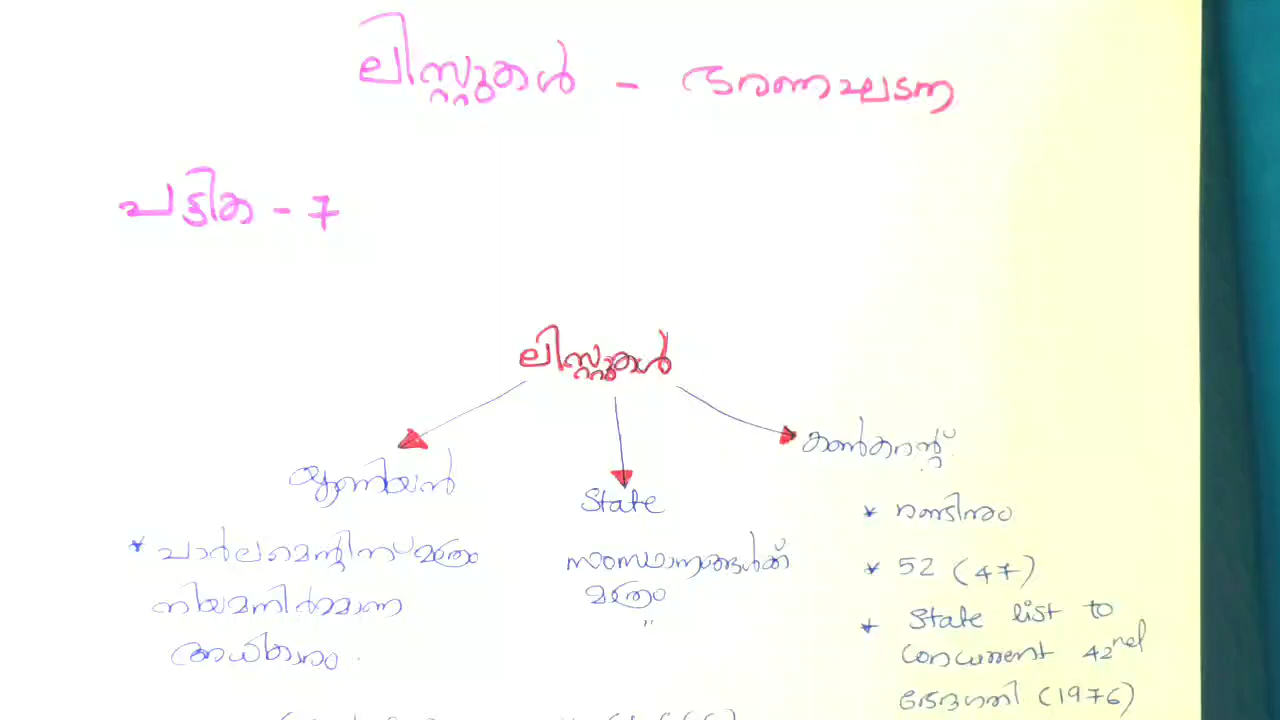 ലിസ്റ്റുകൾ - ഭരണഘടന
പട്ടിക - 7
ലിസ്റ്റുകൾ
യൂണിയൻ
* പാർലമെന്റിന് മാത്രം
നിയമനിർമ്മാണ
അധികാരം
State
സംസ്ഥാനങ്ങൾക്ക്
മാത്രം
"
കൺകറന്റ്
* രണ്ടിനും
* 52 (47)
* State list to
concurrent 42nd
ഭേദഗതി (1976)